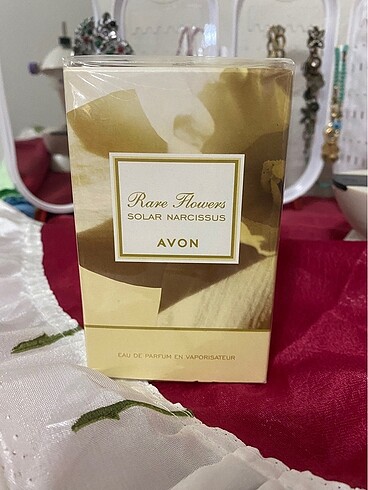 Rare Flowers
SOLAR NARCISSUS
AVON
EAU DE PARFUM EN VAPORISATEUR